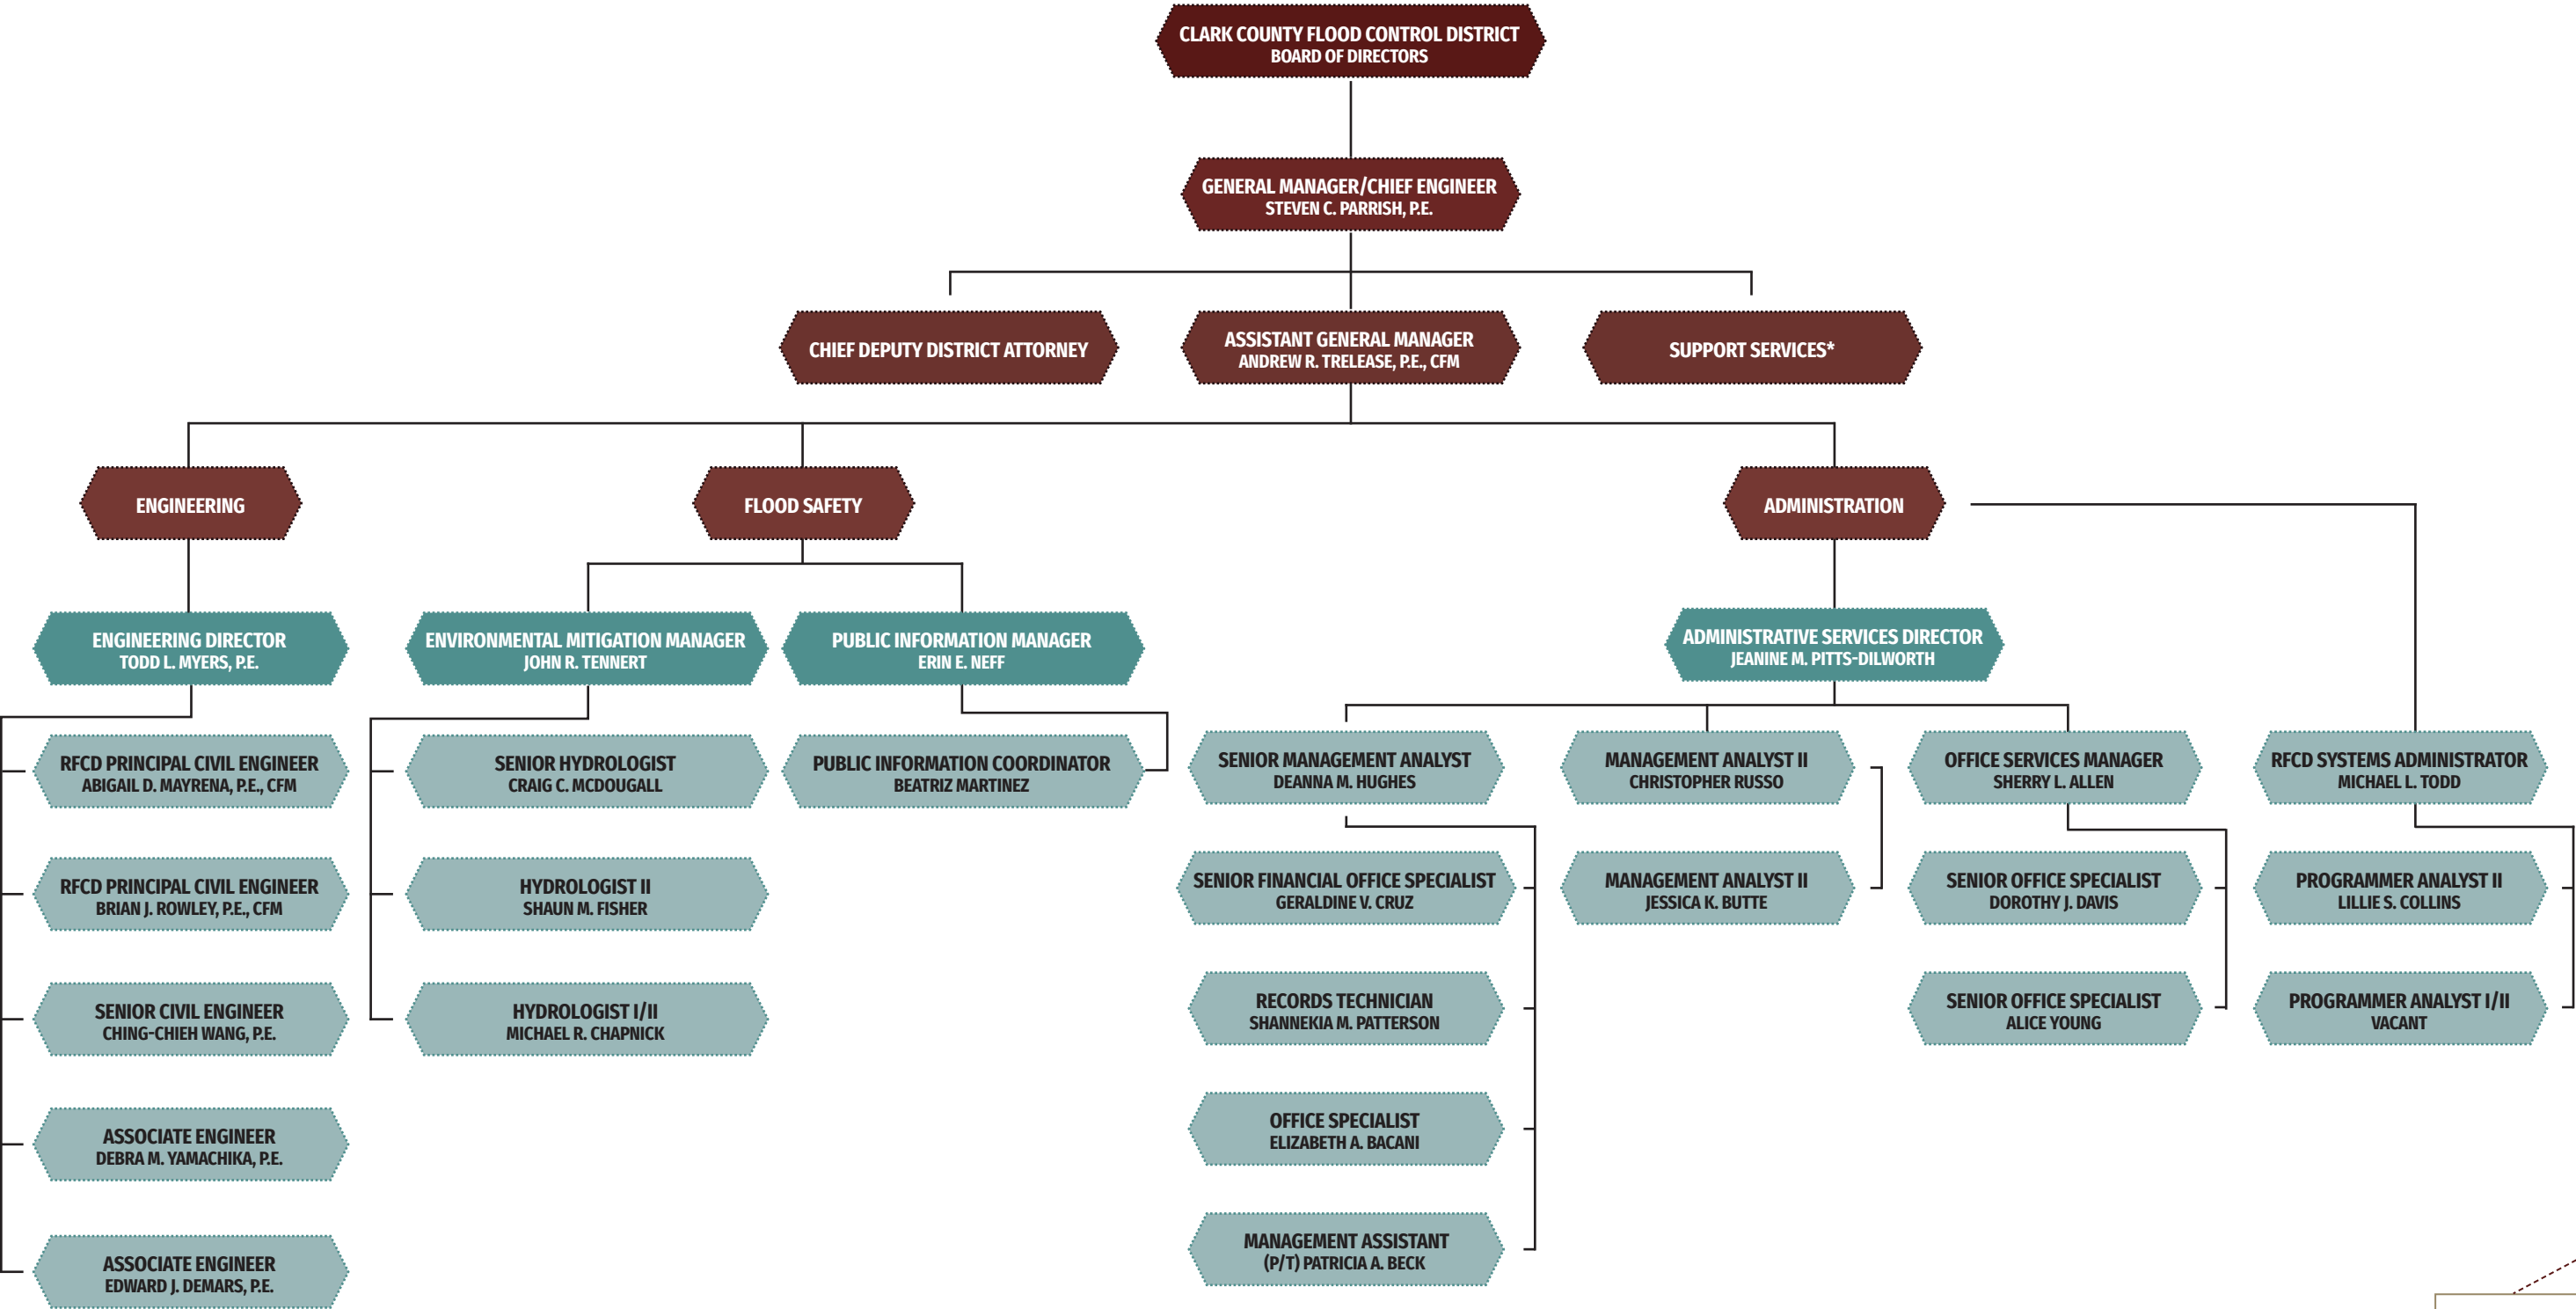 CLARK COUNTY FLOOD CONTROL DISTRICT
BOARD OF DIRECTORS
GENERAL MANAGER/CHIEF ENGINEER
STEVEN C. PARRISH, P.E.
CHIEF DEPUTY DISTRICT ATTORNEY
ASSISTANT GENERAL MANAGER
ANDREW R. TRELEASE, P.E., CFM
SUPPORT SERVICES*
ENGINEERING
FLOOD SAFETY
ADMINISTRATION
ENGINEERING DIRECTOR
TODD L. MYERS, P.E.
ENVIRONMENTAL MITIGATION MANAGER
JOHN R. TENNERT
PUBLIC INFORMATION MANAGER
ERIN E. NEFF
ADMINISTRATIVE SERVICES DIRECTOR
JEANINE M. PITTS-DILWORTH
RFCD PRINCIPAL CIVIL ENGINEER
ABIGAIL D. MAYRENA, P.E., CFM
SENIOR HYDROLOGIST
CRAIG C. MCDOUGALL
PUBLIC INFORMATION COORDINATOR
BEATRIZ MARTINEZ
SENIOR MANAGEMENT ANALYST
DEANNA M. HUGHES
MANAGEMENT ANALYST II
CHRISTOPHER RUSSO
OFFICE SERVICES MANAGER
SHERRY L. ALLEN
RFCD SYSTEMS ADMINISTRATOR
MICHAEL L. TODD
RFCD PRINCIPAL CIVIL ENGINEER
BRIAN J. ROWLEY, P.E., CFM
HYDROLOGIST II
SHAUN M. FISHER
SENIOR FINANCIAL OFFICE SPECIALIST
GERALDINE V. CRUZ
MANAGEMENT ANALYST II
JESSICA K. BUTTE
SENIOR OFFICE SPECIALIST
DOROTHY J. DAVIS
PROGRAMMER ANALYST II
LILLIE S. COLLINS
SENIOR CIVIL ENGINEER
CHING-CHIEH WANG, P.E.
HYDROLOGIST I/II
MICHAEL R. CHAPNICK
RECORDS TECHNICIAN
SHANNEKIA M. PATTERSON
SENIOR OFFICE SPECIALIST
ALICE YOUNG
PROGRAMMER ANALYST I/II
VACANT
ASSOCIATE ENGINEER
DEBRA M. YAMACHIKA, P.E.
OFFICE SPECIALIST
ELIZABETH A. BACANI
ASSOCIATE ENGINEER
EDWARD J. DEMARS, P.E.
MANAGEMENT ASSISTANT
(P/T) PATRICIA A. BECK